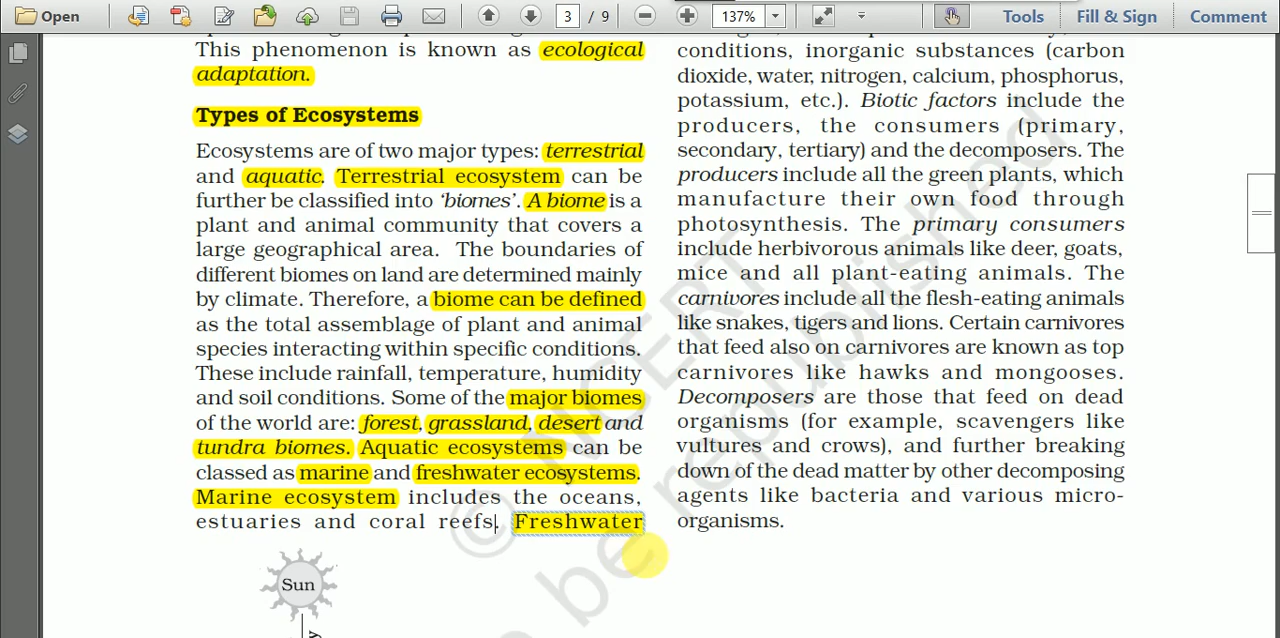 Open
3 / 9
137%
Tools
Fill & Sign
Comment
This phenomenon is known as ecological
adaptation.
Types of Ecosystems
Ecosystems are of two major types: terrestrial
and aquatic. Terrestrial ecosystem can be
further be classified into ‘biomes’. A biome is a
plant and animal community that covers a
large geographical area. The boundaries of
different biomes on land are determined mainly
by climate. Therefore, a biome can be defined
as the total assemblage of plant and animal
species interacting within specific conditions.
These include rainfall, temperature, humidity
and soil conditions. Some of the major biomes
of the world are: forest, grassland, desert and
tundra biomes. Aquatic ecosystems can be
classed as marine and freshwater ecosystems.
Marine ecosystem includes the oceans,
estuaries and coral reefs. Freshwater
Sun
conditions, inorganic substances (carbon
dioxide, water, nitrogen, calcium, phosphorus,
potassium, etc.). Biotic factors include the
producers, the consumers (primary,
secondary, tertiary) and the decomposers. The
producers include all the green plants, which
manufacture their own food through
photosynthesis. The primary consumers
include herbivorous animals like deer, goats,
mice and all plant-eating animals. The
carnivores include all the flesh-eating animals
like snakes, tigers and lions. Certain carnivores
that feed also on carnivores are known as top
carnivores like hawks and mongooses.
Decomposers are those that feed on dead
organisms (for example, scavengers like
vultures and crows), and further breaking
down of the dead matter by other decomposing
agents like bacteria and various micro-
organisms.
© NCERT
be republished